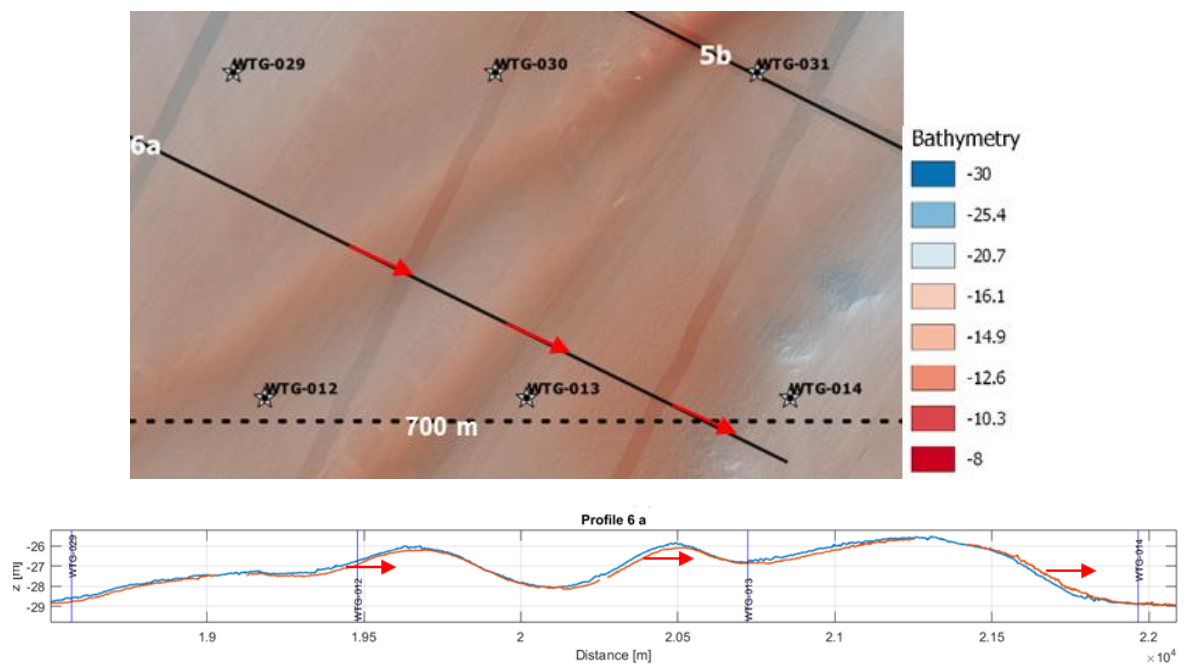 5b
WTG-029
WTG-030
WTG-031
6a
WTG-012
WTG-013
WTG-014
700 m
Bathymetry
-30
-25.4
-20.7
-16.1
-14.9
-12.6
-10.3
-8
Profile 6 a
z [m]
-26
-27
-28
-29
WTG-029
WTG-012
WTG-013
WTG-014
1.9
1.95
2
2.05
2.1
2.15
2.2
Distance [m]
×10⁴